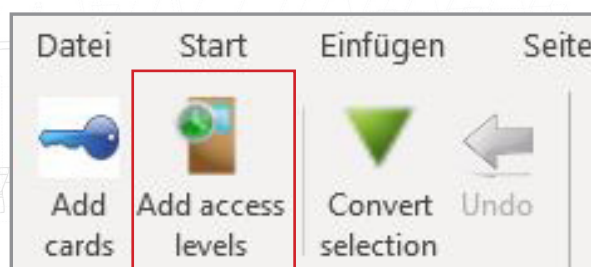 Datei Start Einfügen Seite
Add Add access Convert Undo
cards levels selection